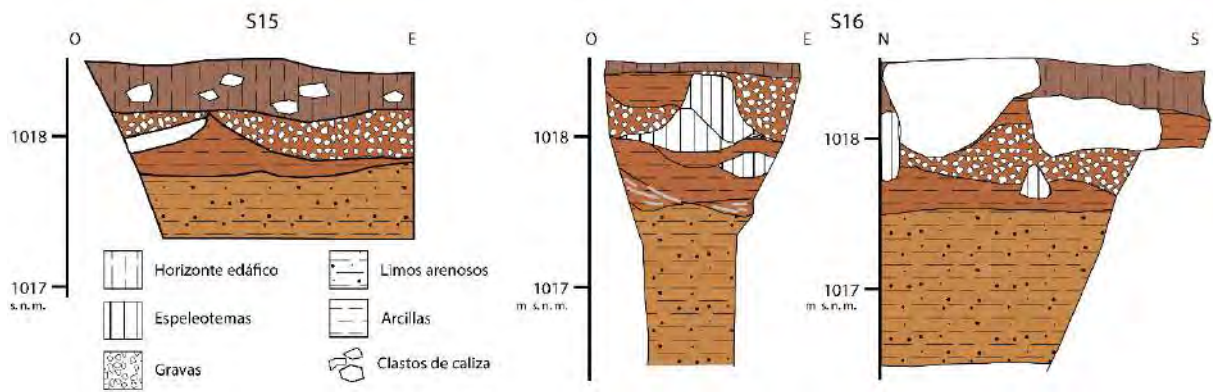 S15
O
E
1018
1017
s.n.m.
Horizonte edáfico
Espeleotemas
Gravas
Limos arenosos
Arcillas
Clastos de caliza
S16
O
E
1018
1017
m s.n.m.
N
S
1018
1017
m s.n.m.